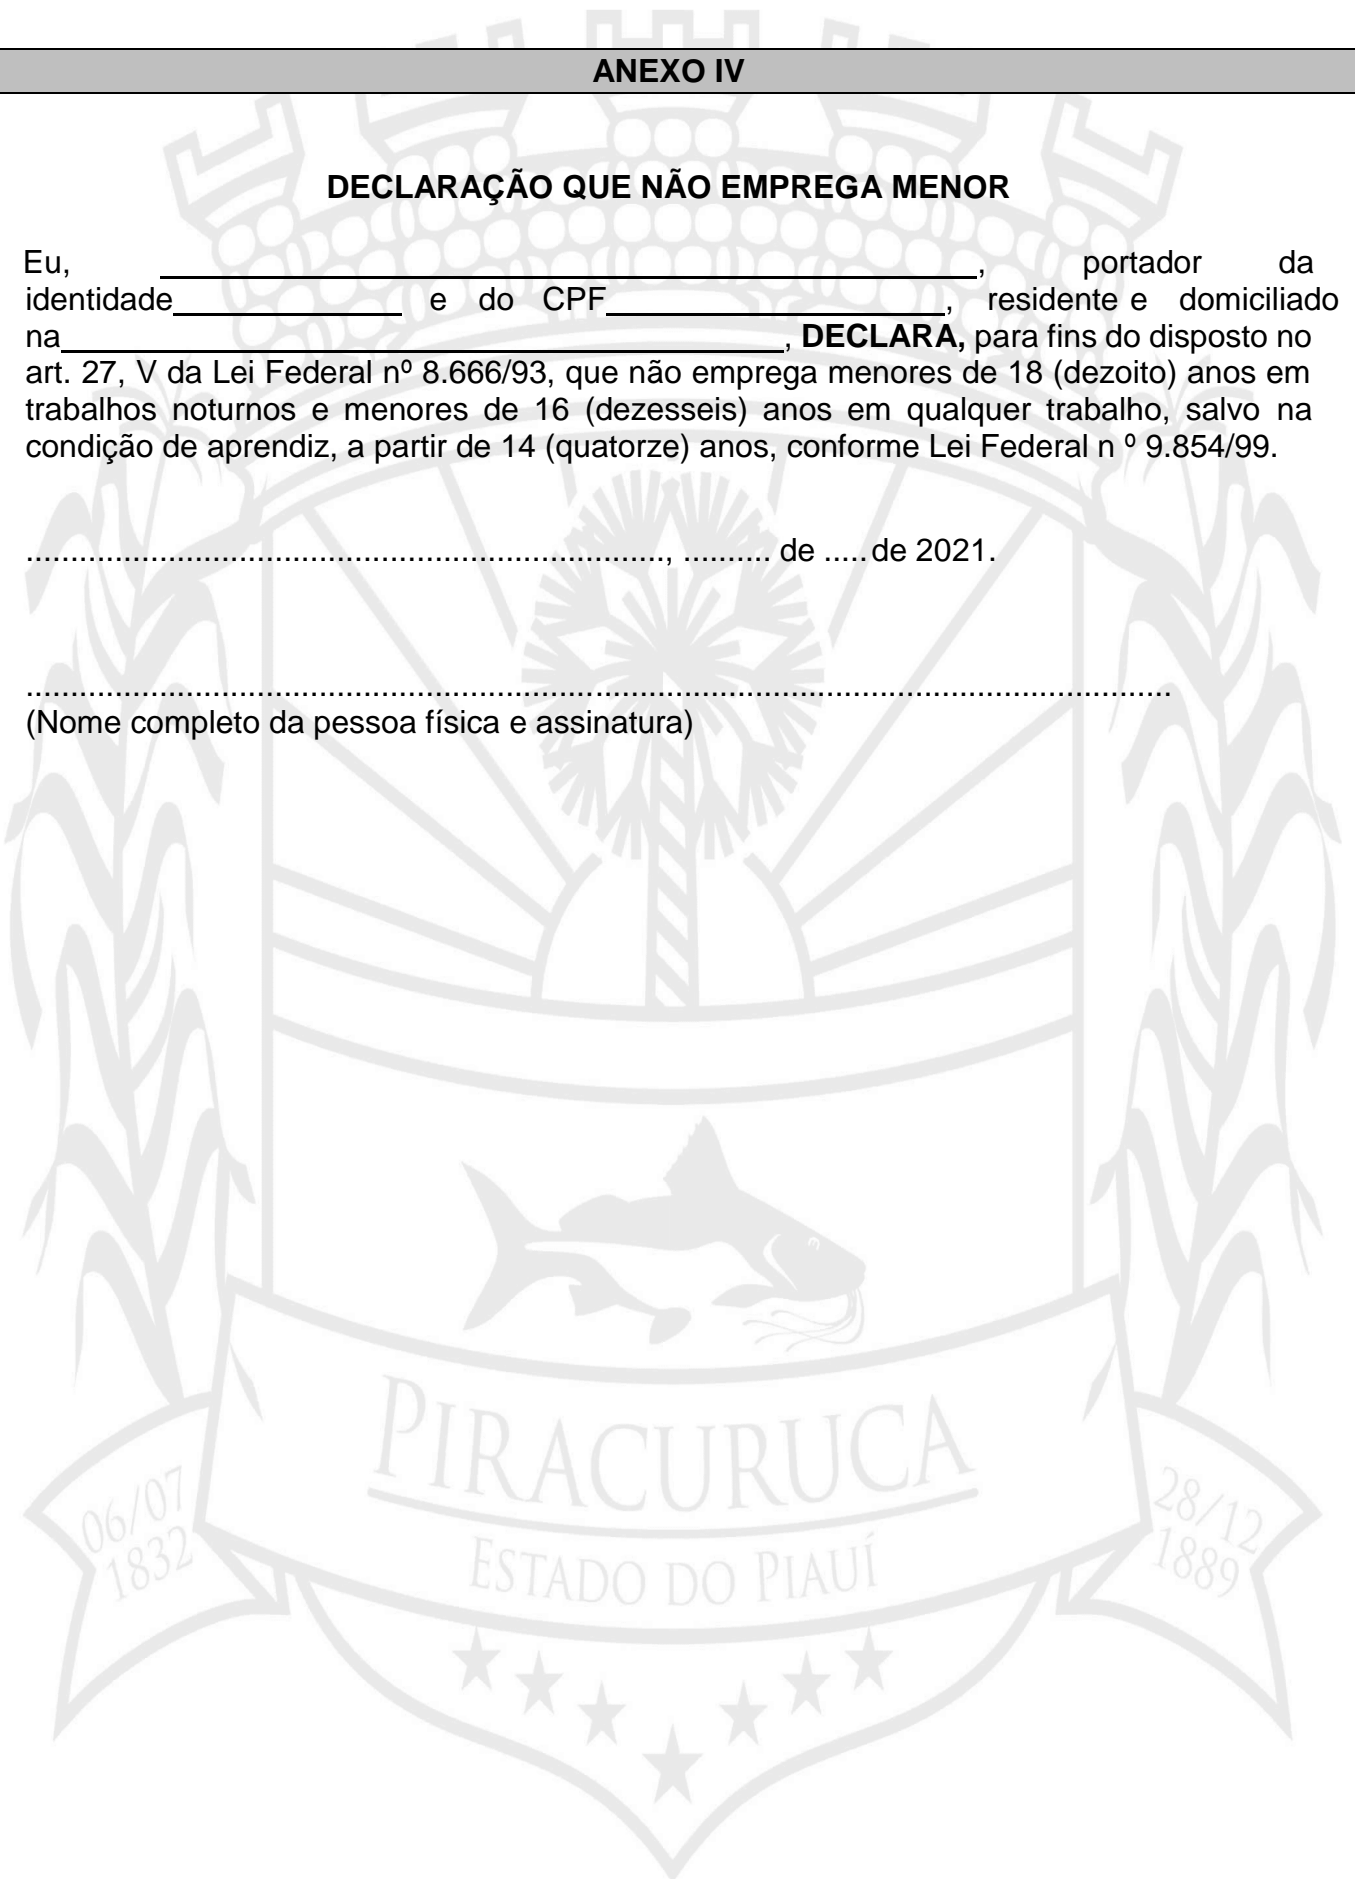 ANEXO IV
DECLARAÇÃO QUE NÃO EMPREGA MENOR
Eu, ______________________________________________, portador da
identidade_____________ e do CPF___________________, residente e domiciliado
na_________________________________________, DECLARA, para fins do disposto no
art. 27, V da Lei Federal nº 8.666/93, que não emprega menores de 18 (dezoito) anos em
trabalhos noturnos e menores de 16 (dezesseis) anos em qualquer trabalho, salvo na
condição de aprendiz, a partir de 14 (quatorze) anos, conforme Lei Federal n º 9.854/99.
......................................................................., .......... de ..... de 2021.
.................................................................................................................................
(Nome completo da pessoa física e assinatura)
PIRACURUCA
ESTADO DO PIAUÍ
06/07
1832
28/12
1889